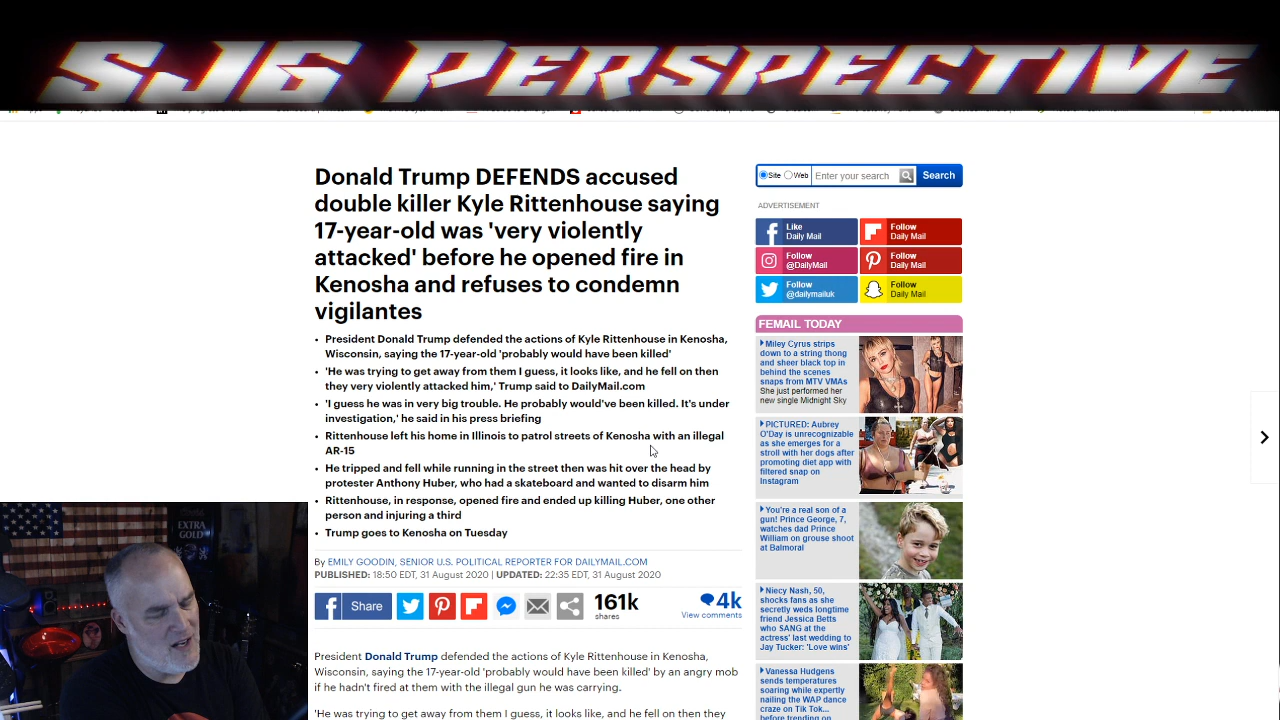 SJG PERSPECTIVE
Donald Trump DEFENDS accused
double killer Kyle Rittenhouse saying
17-year-old was 'very violently
attacked' before he opened fire in
Kenosha and refuses to condemn
vigilantes
• President Donald Trump defended the actions of Kyle Rittenhouse in Kenosha,
Wisconsin, saying the 17-year-old 'probably would have been killed'
• 'He was trying to get away from them I guess, it looks like, and he fell on then
they very violently attacked him,' Trump said to DailyMail.com
• 'I guess he was in very big trouble. He probably would've been killed. It's under
investigation,' he said in his press briefing
• Rittenhouse left his home in Illinois to patrol streets of Kenosha with an illegal
AR-15
• He tripped and fell while running in the street then was hit over the head by
protester Anthony Huber, who had a skateboard and wanted to disarm him
• Rittenhouse, in response, opened fire and ended up killing Huber, one other
person and injuring a third
• Trump goes to Kenosha on Tuesday
By EMILY GOODIN, SENIOR U.S. POLITICAL REPORTER FOR DAILYMAIL.COM
PUBLISHED: 18:50 EDT, 31 August 2020 | UPDATED: 22:35 EDT, 31 August 2020
Share
161k
shares
4k
View comments
President Donald Trump defended the actions of Kyle Rittenhouse in Kenosha,
Wisconsin, saying the 17-year-old 'probably would have been killed' by an angry mob
if he hadn't fired at them with the illegal gun he was carrying.
'He was trying to get away from them I guess, it looks like, and he fell on then they
Site Web Enter your search Search
ADVERTISEMENT
Like
Daily Mail
Follow
Daily Mail
Follow
@DailyMail
Follow
Daily Mail
Follow
@dailymailuk
Follow
Daily Mail
FEMAIL TODAY
Miley Cyrus strips
down to a string thong
and sheer black top in
behind the scenes
snaps from MTV VMAs
She just performed her
new single Midnight Sky
PICTURED: Aubrey
O'Day is unrecognizable
as she emerges for a
stroll with her dogs after
promoting diet app with
filtered snap on
Instagram
You're a real son of a
gun! Prince George, 7,
watches dad Prince
William on grouse shoot
at Balmoral
Niecy Nash, 50,
shocks fans as she
secretly weds longtime
friend Jessica Betts
who SANG at the
actress' last wedding to
Jay Tucker: 'Love wins'
Vanessa Hudgens
sends temperatures
soaring while expertly
nailing the WAP dance
craze on Tik Tok...
before trending on
EXTRA
GOLD